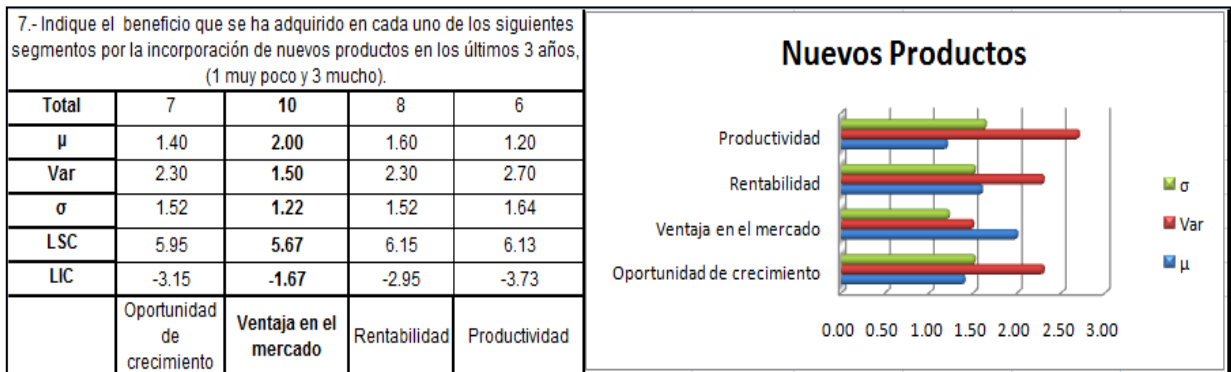 7.- Indique el beneficio que se ha adquirido en cada uno de los siguientes
segmentos por la incorporación de nuevos productos en los últimos 3 años,
(1 muy poco y 3 mucho).
Total 7 10 8 6
μ 1.40 2.00 1.60 1.20
Var 2.30 1.50 2.30 2.70
σ 1.52 1.22 1.52 1.64
LSC 5.95 5.67 6.15 6.13
LIC -3.15 -1.67 -2.95 -3.73
Oportunidad
de
crecimiento
Ventaja en el
mercado
Rentabilidad
Productividad
Nuevos Productos
Productividad
Rentabilidad
Ventaja en el mercado
Oportunidad de crecimiento
0.00 0.50 1.00 1.50 2.00 2.50 3.00
σ
Var
μ